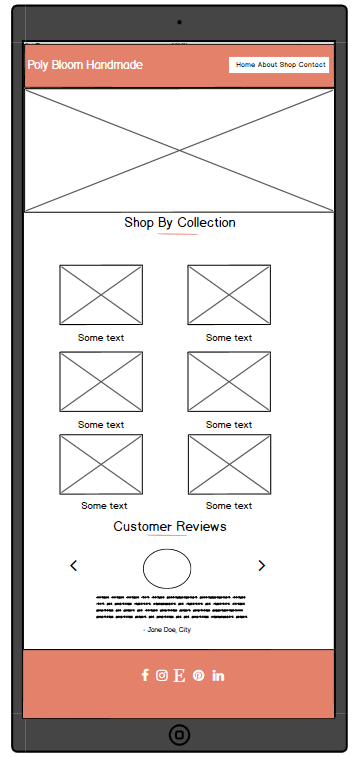 Poly Bloom Handmade
Home About Shop Contact
Shop By Collection
Some text Some text
Some text Some text
Some text Some text
Customer Reviews
- Jane Doe, City